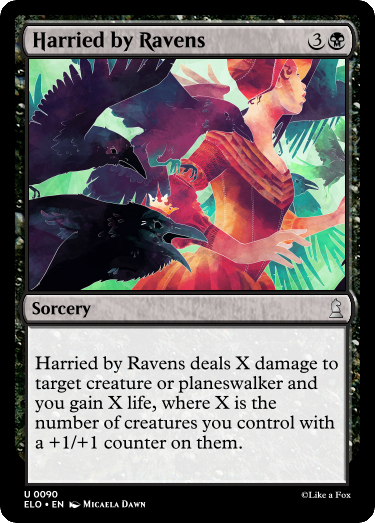 Harried by Ravens 3
Sorcery
Harried by Ravens deals X damage to
target creature or planeswalker and
you gain X life, where X is the
number of creatures you control with
a +1/+1 counter on them.
U 0090
ELO • EN Micaela Dawn
©Like a Fox